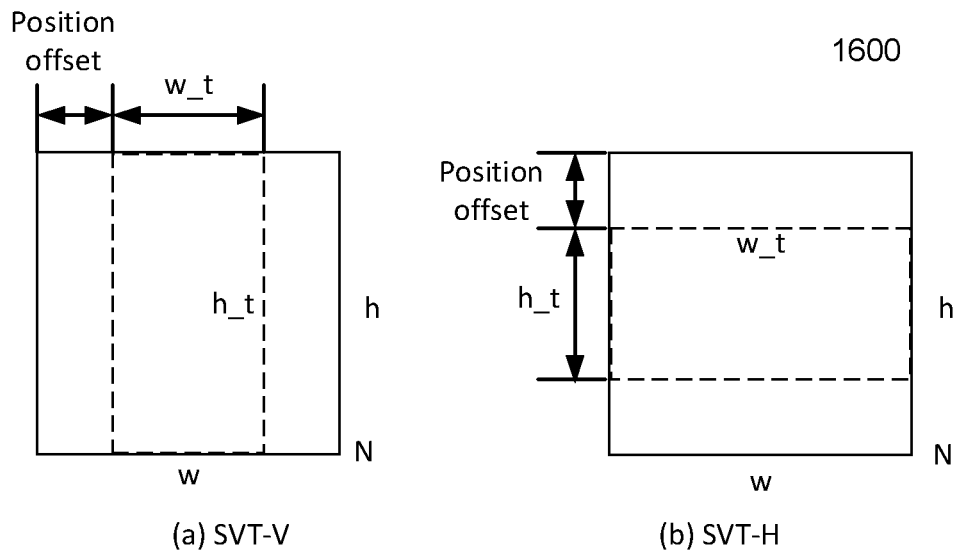 Position
offset
w_t
1600
h_t
h
N
w
(a) SVT-V
Position
offset
w_t
h_t
h
N
w
(b) SVT-H